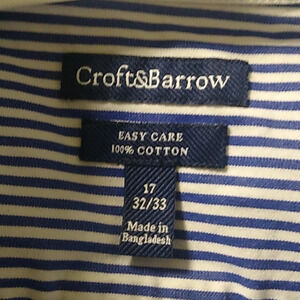 Croft&Barrow
EASY CARE
100% COTTON
17
32/33
Made in
Bangladesh